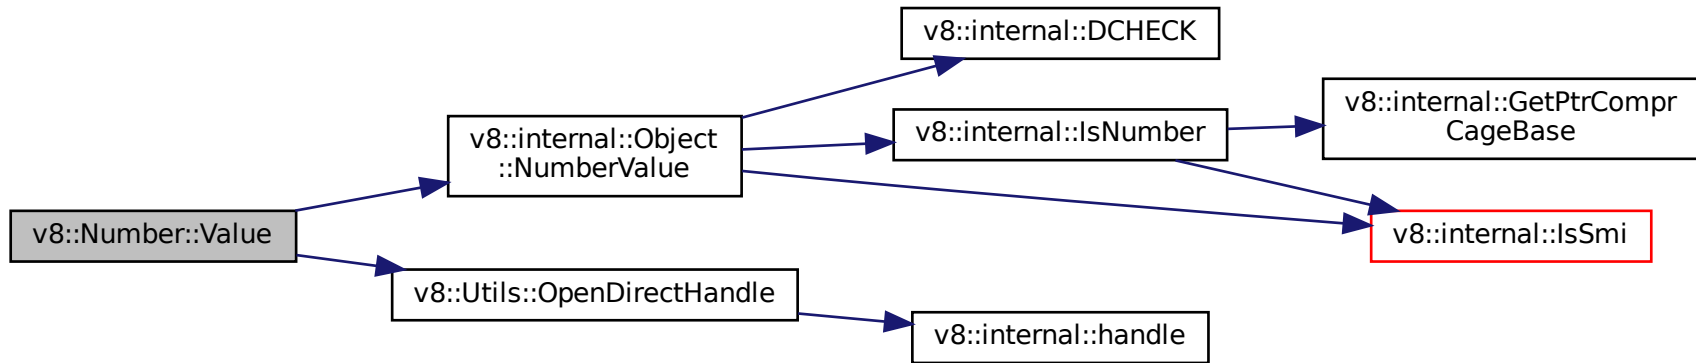 v8::internal::DCHECK
v8::internal::GetPtrCompr
CageBase
v8::internal::Object
::NumberValue
v8::internal::IsNumber
v8::Number::Value
v8::internal::IsSmi
v8::Utils::OpenDirectHandle
v8::internal::handle